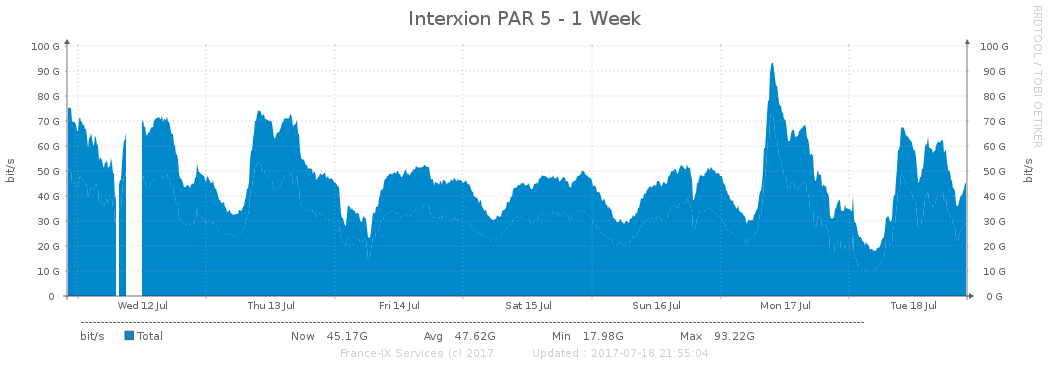 Interxion PAR 5 - 1 Week
RRDTOOL / TOBI OETIKER
bit/s
bit/s
100 G 100 G
90 G 90 G
80 G 80 G
70 G 70 G
60 G 60 G
50 G 50 G
40 G 40 G
30 G 30 G
20 G 20 G
10 G 10 G
0 0 G
Wed 12 Jul Thu 13 Jul Fri 14 Jul Sat 15 Jul Sun 16 Jul Mon 17 Jul Tue 18 Jul
bit/s Total Now 45.17G Avg 47.62G Min 17.98G Max 93.22G
France-IX Services (c) 2017 Updated : 2017-07-18 21:55:04